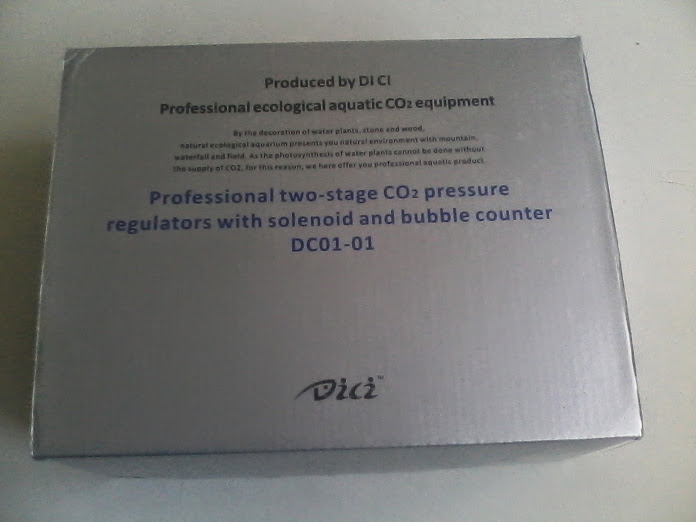 Produced by DI CI
Professional ecological aquatic CO₂ equipment
By the decoration of water plants, stone and wood,
natural ecological aquarium presents you natural environment with mountain,
waterfall and field. As the photosynthesis of water plants cannot be done without
the supply of CO2, for this reason, we here offer you professional aquatic product.
Professional two-stage CO₂ pressure
regulators with solenoid and bubble counter
DC01-01
Dici™